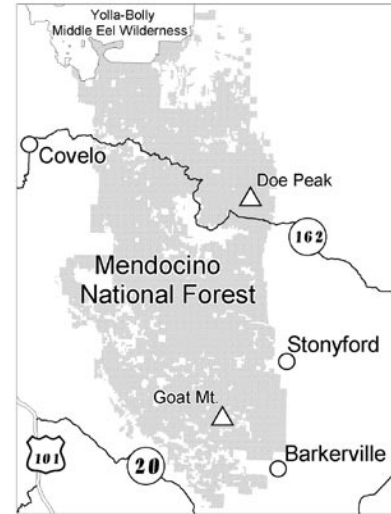 Yolla-Bolly
Middle Eel Wilderness
Covelo
Doe Peak
162
Mendocino
National Forest
Stonyford
Goat Mt.
101
20
Barkerville